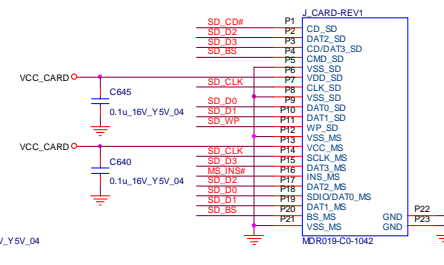 J_CARD-REV1
SD_CD# P1 CD_SD
SD_D2 P2 DAT2_SD
SD_D3 P3 CD/DAT3_SD
SD_BS P4 CMD_SD
P5 VSS_SD
P6 VDD_SD
VCC_CARD
SD_CLK P7 CLK_SD
P8 VSS_SD
C645
SD_D0 P9 DAT0_SD
SD_D1 P10 DAT1_SD
0.1u_16V_Y5V_04
SD_WP P11 WP_SD
P12 VSS_MS
P13 VCC_MS
VCC_CARD
SD_CLK P14 SCLK_MS
SD_D3 P15 DAT3_MS
C640
MS_INS# P16 INS_MS
SD_D2 P17 DAT2_MS
0.1u_16V_Y5V_04
SD_D0 P18 SDIO/DAT0_MS
SD_D1 P19 DAT1_MS
SD_BS P20 BS_MS GND P22
P21 VSS_MS GND P23
V_Y5V_04
MDR019-C0-1042